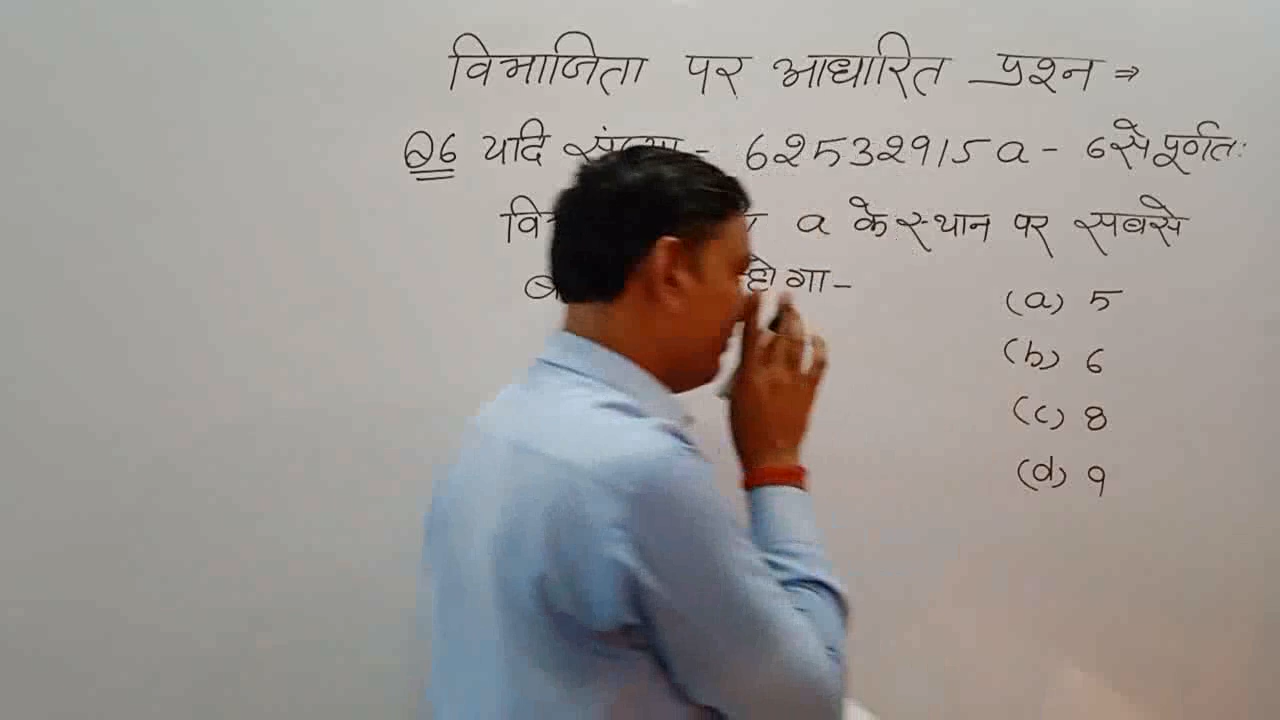 विभाजिता पर आधारित प्रश्न ⇒
Q6 यदि संख्या - 62532915a - 6 से पूर्णतः
a के स्थान पर सबसे
होगा -
(a) 5
(b) 6
(c) 8
(d) 9